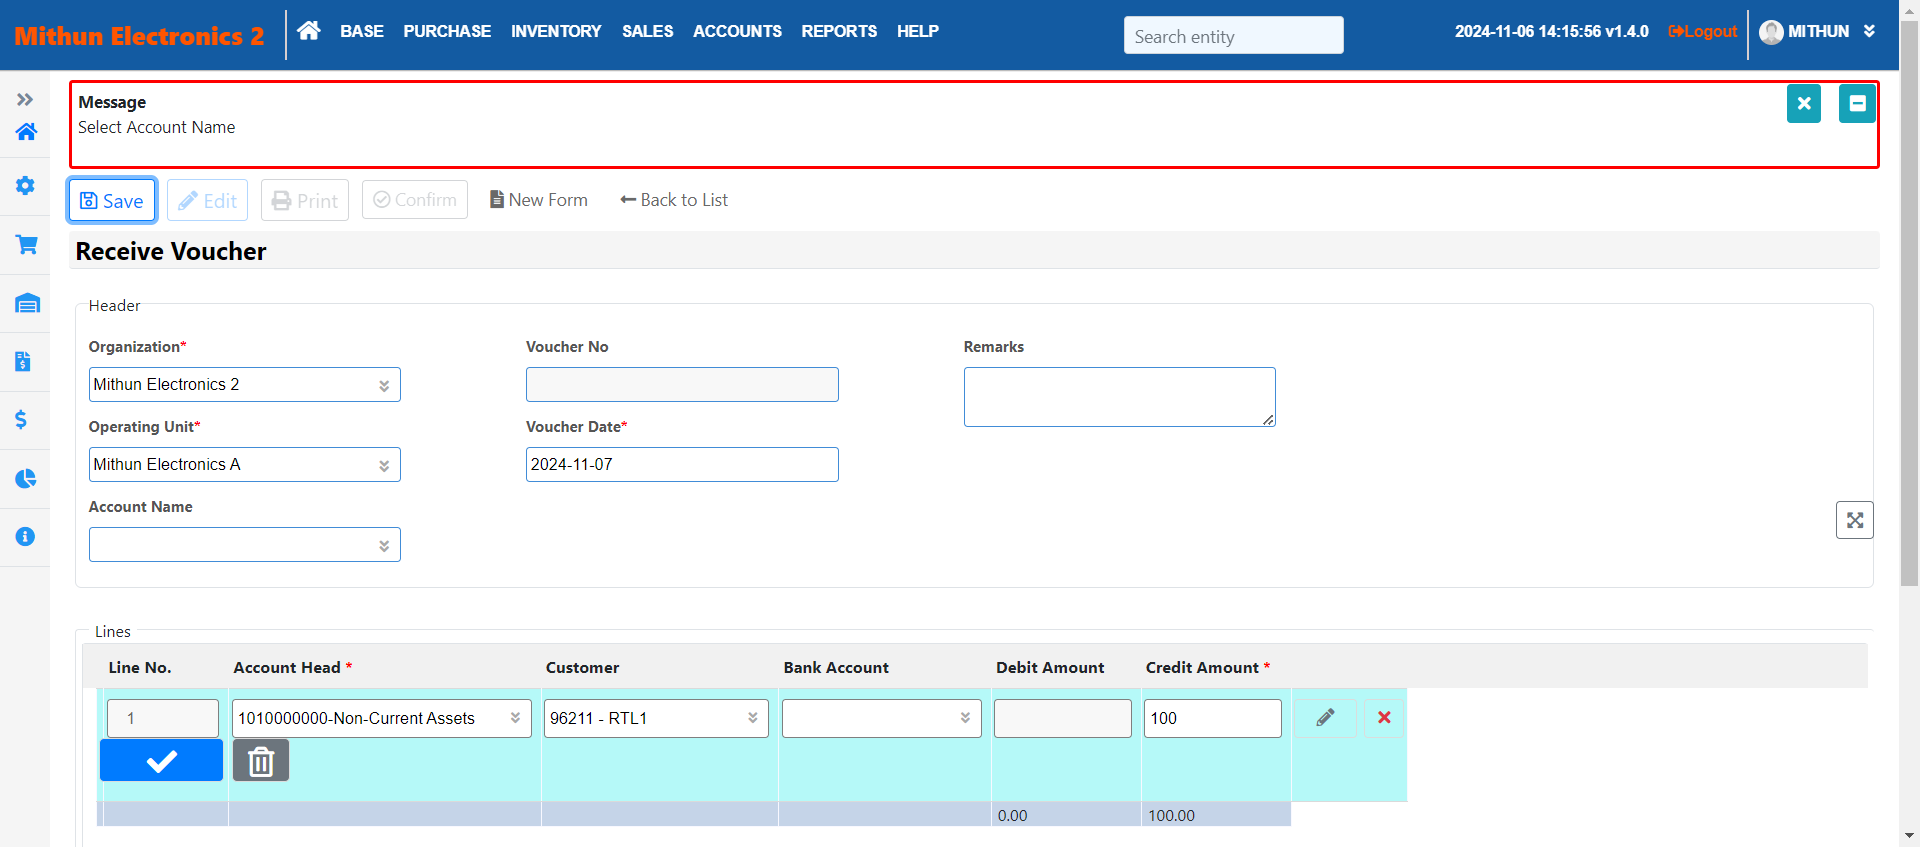 Mithun Electronics 2 BASE PURCHASE INVENTORY SALES ACCOUNTS REPORTS HELP Search entity 2024-11-06 14:15:56 v1.4.0 Logout MITHUN
Message
Select Account Name
Save Edit Print Confirm New Form Back to List
Receive Voucher
Header
Organization* Voucher No Remarks
Mithun Electronics 2
Operating Unit* Voucher Date*
Mithun Electronics A 2024-11-07
Account Name
Lines
Line No. Account Head * Customer Bank Account Debit Amount Credit Amount *
1 1010000000-Non-Current Assets 96211 - RTL1 100
0.00 100.00